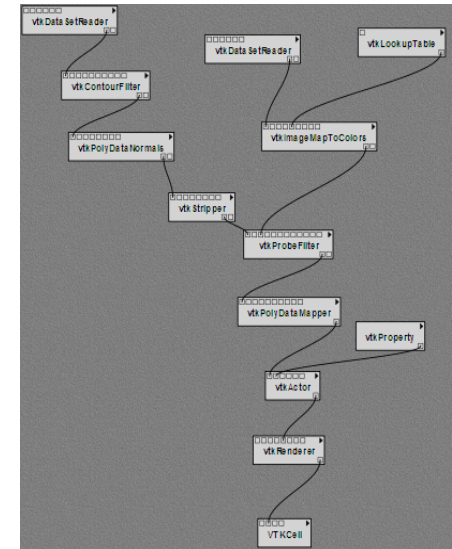 vtkDataSetReader
vtkDataSetReader
vtkLookupTable
vtkContourFilter
vtkImageMapToColors
vtkPolyDataNormals
vtkStripper
vtkProbeFilter
vtkPolyDataMapper
vtkProperty
vtkActor
vtkRenderer
VTKCell